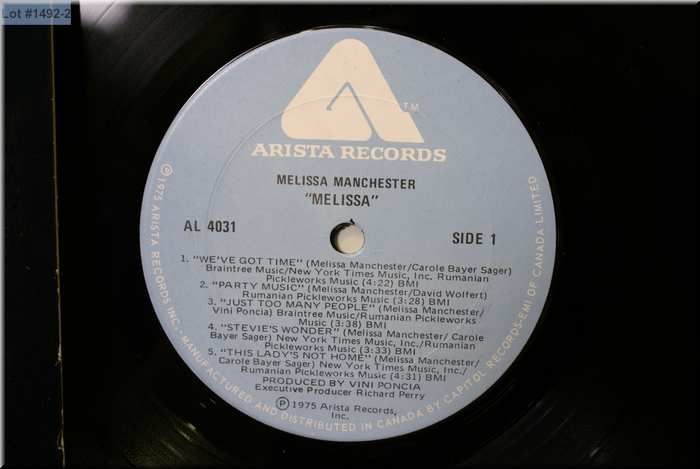 Lot #1492-2
TM
ARISTA RECORDS
MELISSA MANCHESTER
"MELISSA"
AL 4031
SIDE 1
1. "WE'VE GOT TIME" (Melissa Manchester/Carole Bayer Sager)
Braintree Music/New York Times Music, Inc. Rumanian
Pickleworks Music (4:22) BMI
2. "PARTY MUSIC" (Melissa Manchester/David Wolfert)
Rumanian Pickleworks Music (3:28) BMI
3. "JUST TOO MANY PEOPLE" (Melissa Manchester/
Vini Poncia) Braintree Music/Rumanian Pickleworks
Music (3:38) BMI
4. "STEVIE'S WONDER" (Melissa Manchester/ Carole
Bayer Sager) New York Times Music, Inc./Rumanian
Pickleworks Music (3:33) BMI
5. "THIS LADY'S NOT HOME" (Melissa Manchester/
Carole Bayer Sager) New York Times Music, Inc./
Rumanian Pickleworks Music (4:31) BMI
PRODUCED BY VINI PONCIA
Executive Producer Richard Perry
Ⓟ 1975 Arista Records,
Inc.
© 1975 ARISTA RECORDS INC., MANUFACTURED AND DISTRIBUTED IN CANADA BY CAPITOL RECORDS-EMI OF CANADA LIMITED